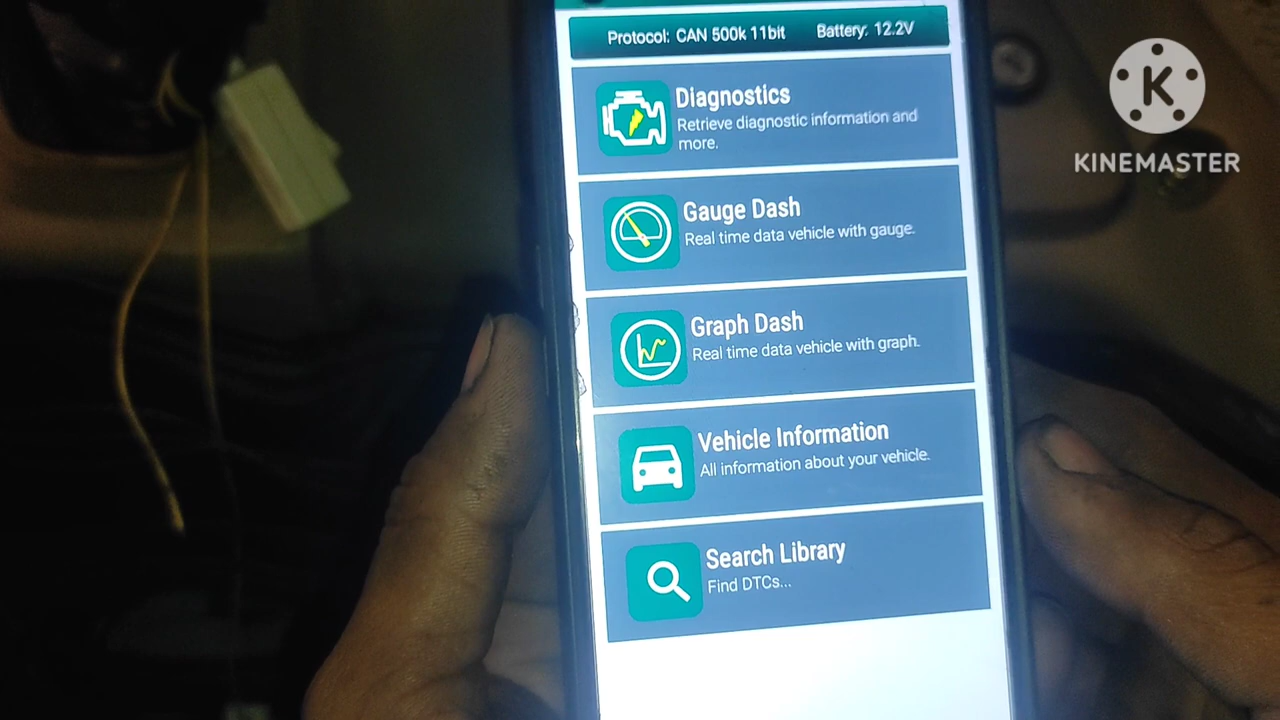 Protocol: CAN 500k 11bit Battery: 12.2V
Diagnostics
Retrieve diagnostic information and
more.
Gauge Dash
Real time data vehicle with gauge.
Graph Dash
Real time data vehicle with graph.
Vehicle Information
All information about your vehicle.
Search Library
Find DTCs...
K
KINEMASTER